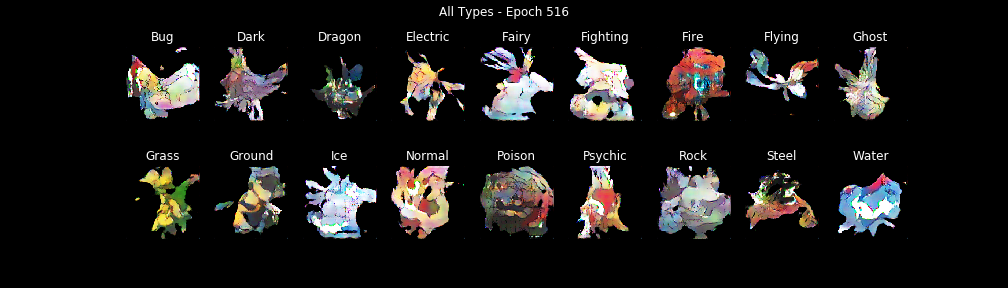 All Types - Epoch 516
Bug Dark Dragon Electric Fairy Fighting Fire Flying Ghost
Grass Ground Ice Normal Poison Psychic Rock Steel Water